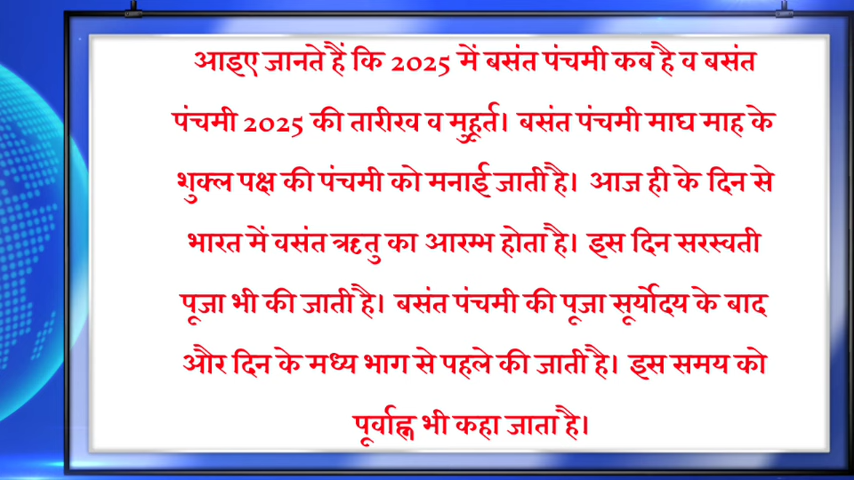 आइए जानते हैं कि 2025 में बसंत पंचमी कब है व बसंत
पंचमी 2025 की तारीख व मुहूर्त। बसंत पंचमी माघ माह के
शुक्ल पक्ष की पंचमी को मनाई जाती है। आज ही के दिन से
भारत में वसंत ऋतु का आरम्भ होता है। इस दिन सरस्वती
पूजा भी की जाती है। बसंत पंचमी की पूजा सूर्योदय के बाद
और दिन के मध्य भाग से पहले की जाती है। इस समय को
पूर्वाह्न भी कहा जाता है।